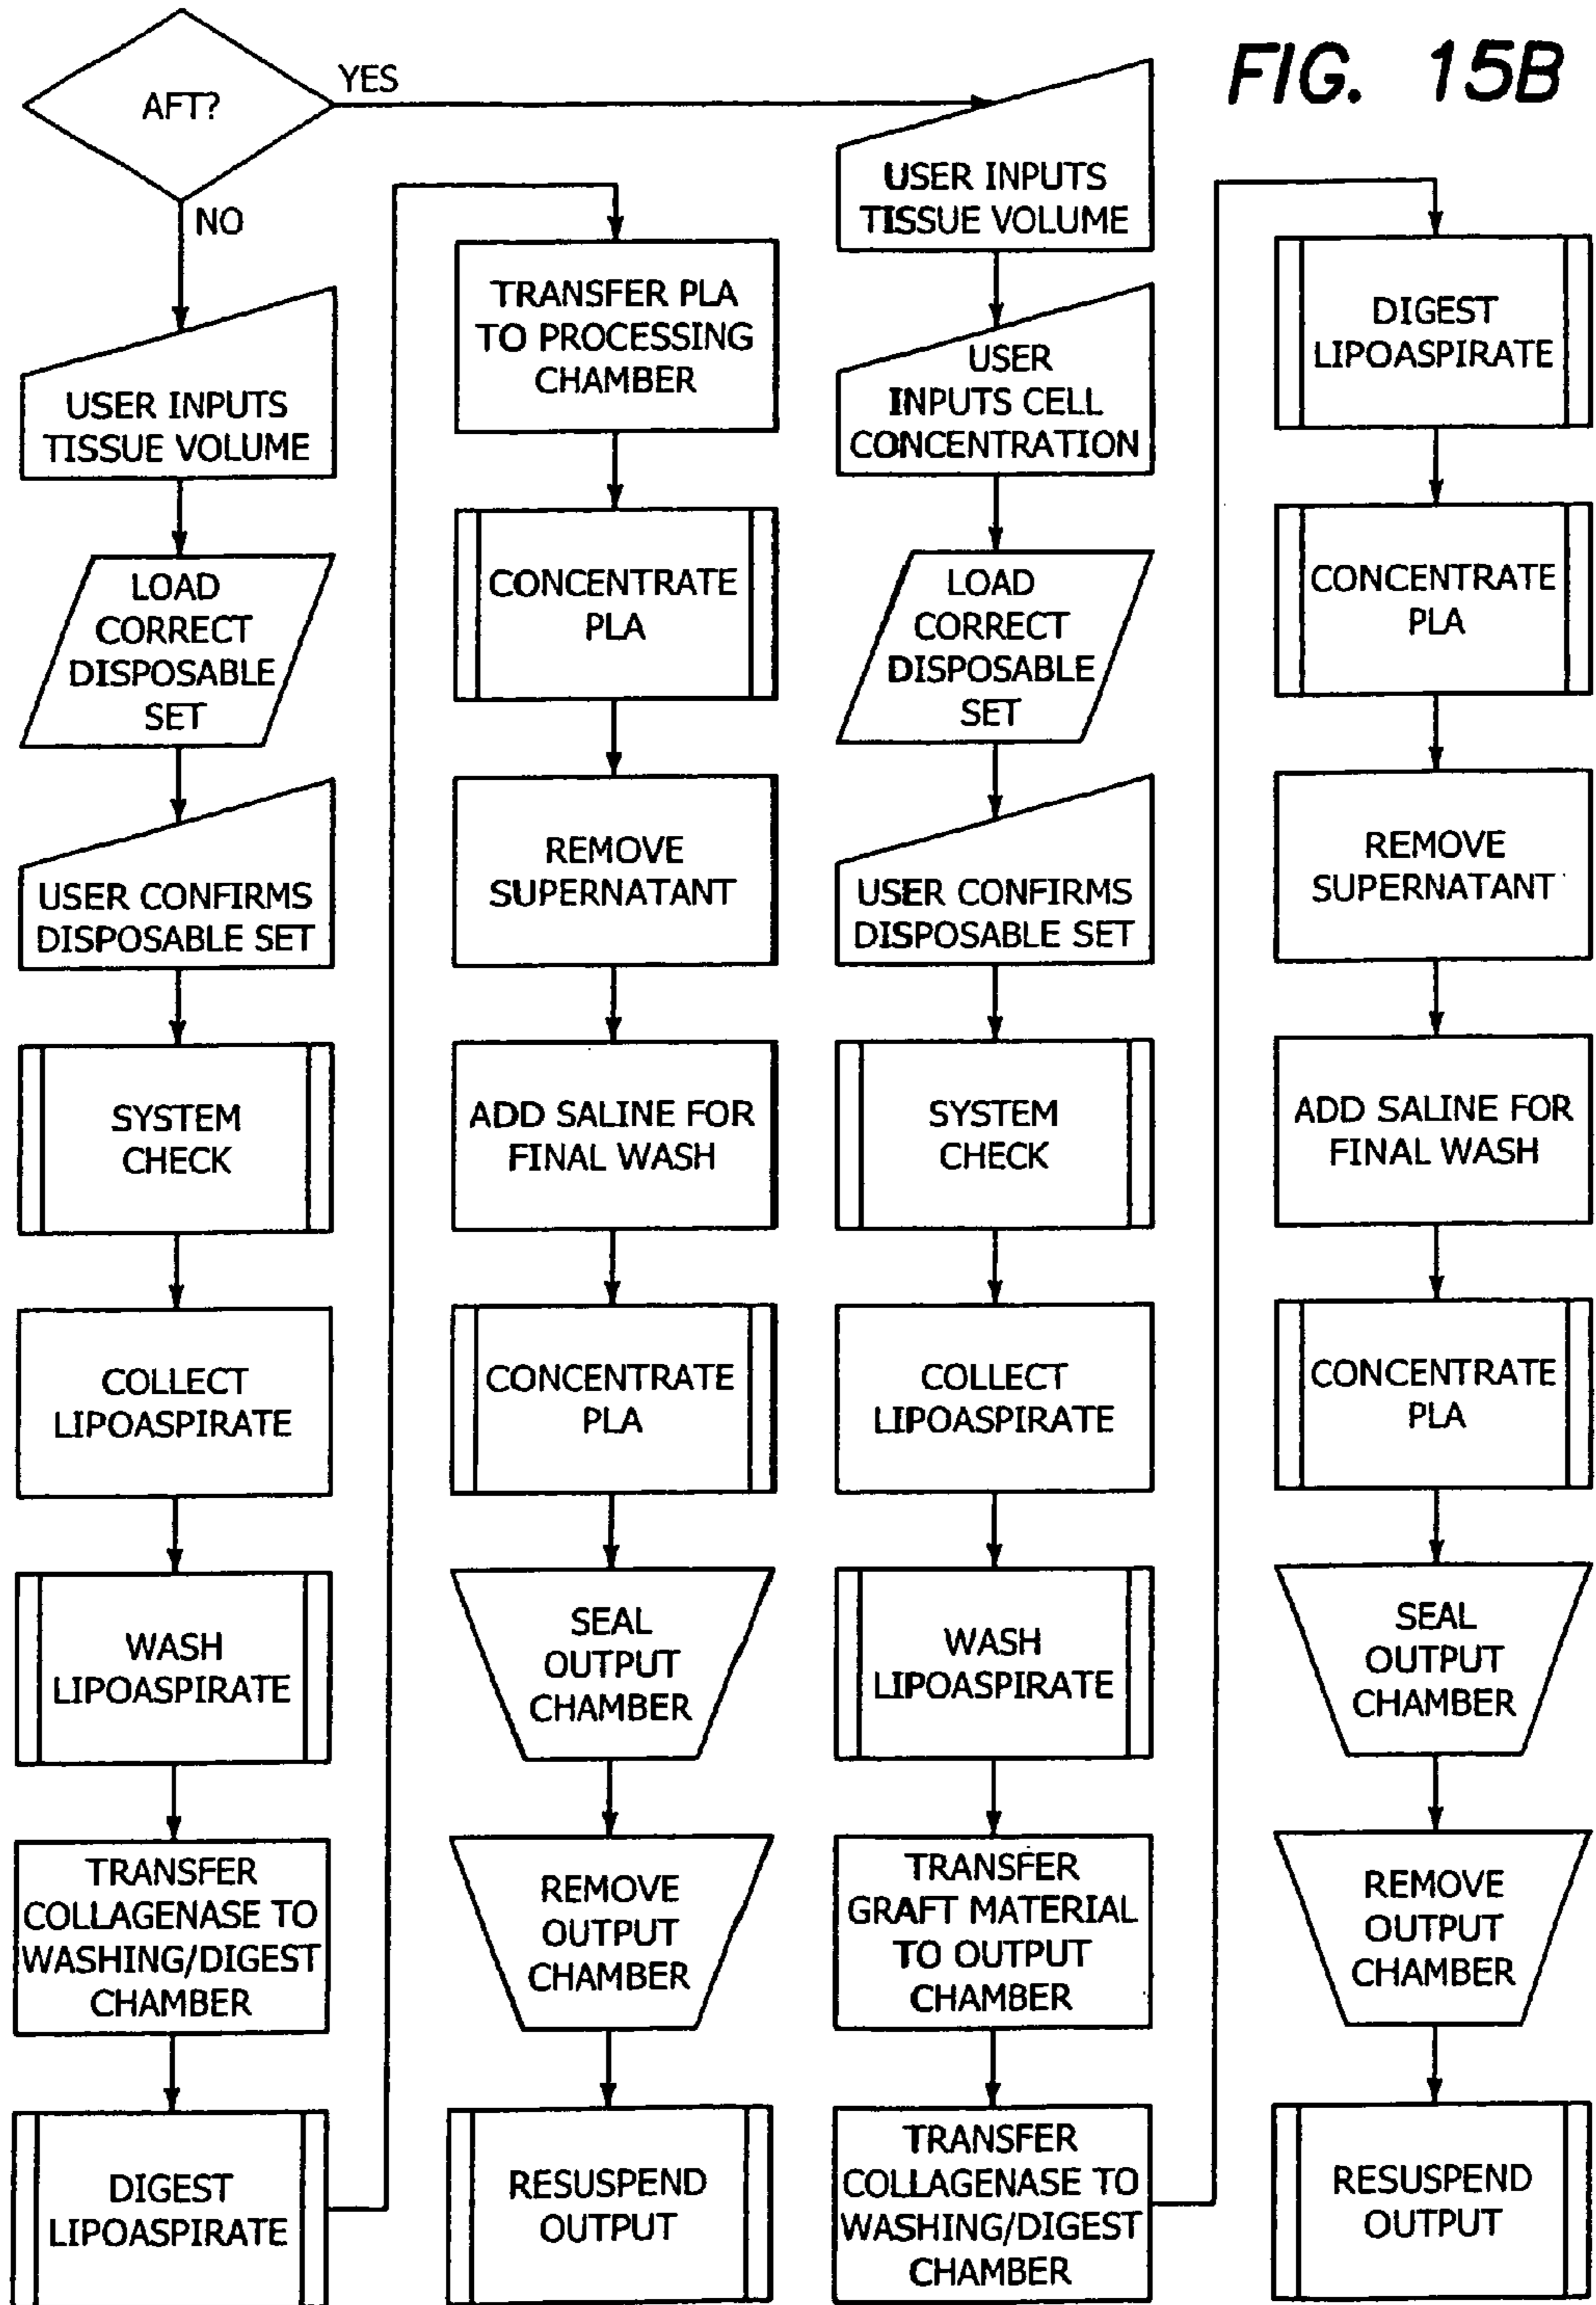 FIG. 15B
AFT?
YES
NO
USER INPUTS
TISSUE VOLUME
LOAD
CORRECT
DISPOSABLE
SET
USER CONFIRMS
DISPOSABLE SET
SYSTEM
CHECK
COLLECT
LIPOASPIRATE
WASH
LIPOASPIRATE
TRANSFER
COLLAGENASE TO
WASHING/DIGEST
CHAMBER
DIGEST
LIPOASPIRATE
TRANSFER PLA
TO PROCESSING
CHAMBER
CONCENTRATE
PLA
REMOVE
SUPERNATANT
ADD SALINE FOR
FINAL WASH
CONCENTRATE
PLA
SEAL
OUTPUT
CHAMBER
REMOVE
OUTPUT
CHAMBER
RESUSPEND
OUTPUT
USER INPUTS
TISSUE VOLUME
USER
INPUTS CELL
CONCENTRATION
LOAD
CORRECT
DISPOSABLE
SET
USER CONFIRMS
DISPOSABLE SET
SYSTEM
CHECK
COLLECT
LIPOASPIRATE
WASH
LIPOASPIRATE
TRANSFER
GRAFT MATERIAL
TO OUTPUT
CHAMBER
TRANSFER
COLLAGENASE TO
WASHING/DIGEST
CHAMBER
DIGEST
LIPOASPIRATE
CONCENTRATE
PLA
REMOVE
SUPERNATANT
ADD SALINE FOR
FINAL WASH
CONCENTRATE
PLA
SEAL
OUTPUT
CHAMBER
REMOVE
OUTPUT
CHAMBER
RESUSPEND
OUTPUT